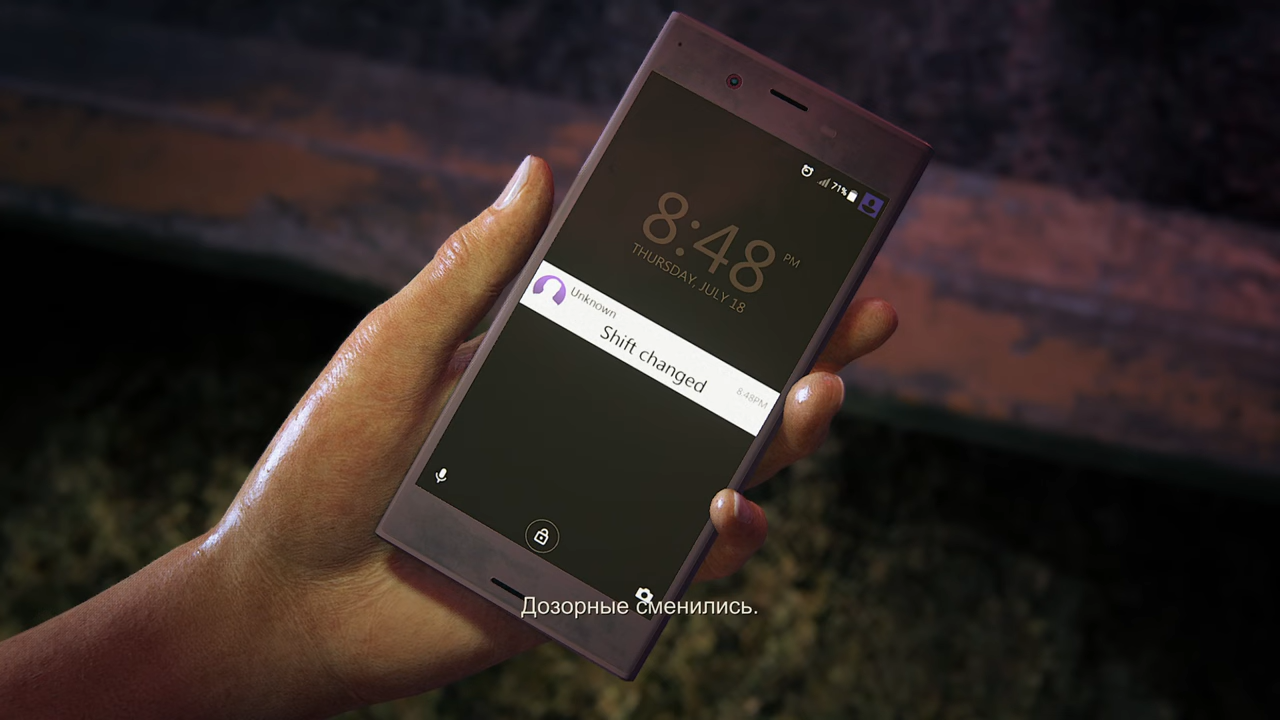 71%
8:48 PM
THURSDAY, JULY 18
Unknown
Shift changed
8:48PM
Дозорные сменились.